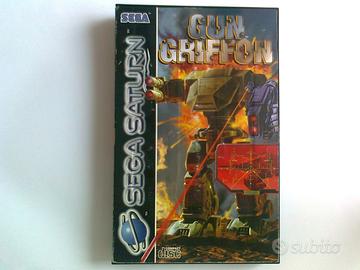 SEGA
GUN
GRIFFON
SEGA SATURN
COMPACT
disc
subito